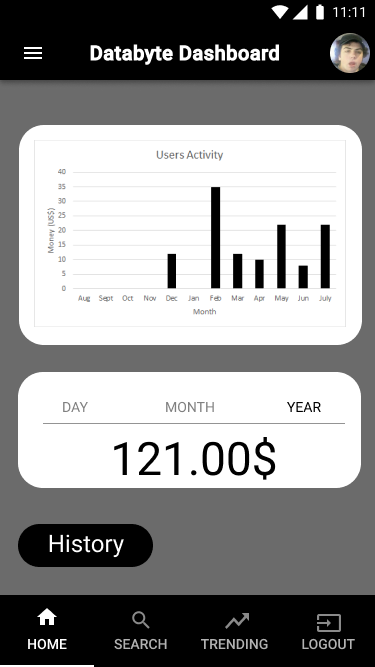 11:11
Databyte Dashboard
Users Activity
Money (US$)
40
35
30
25
20
15
10
5
0
Aug Sept Oct Nov Dec Jan Feb Mar Apr May Jun July
Month
DAY MONTH YEAR
121.00$
History
HOME SEARCH TRENDING LOGOUT